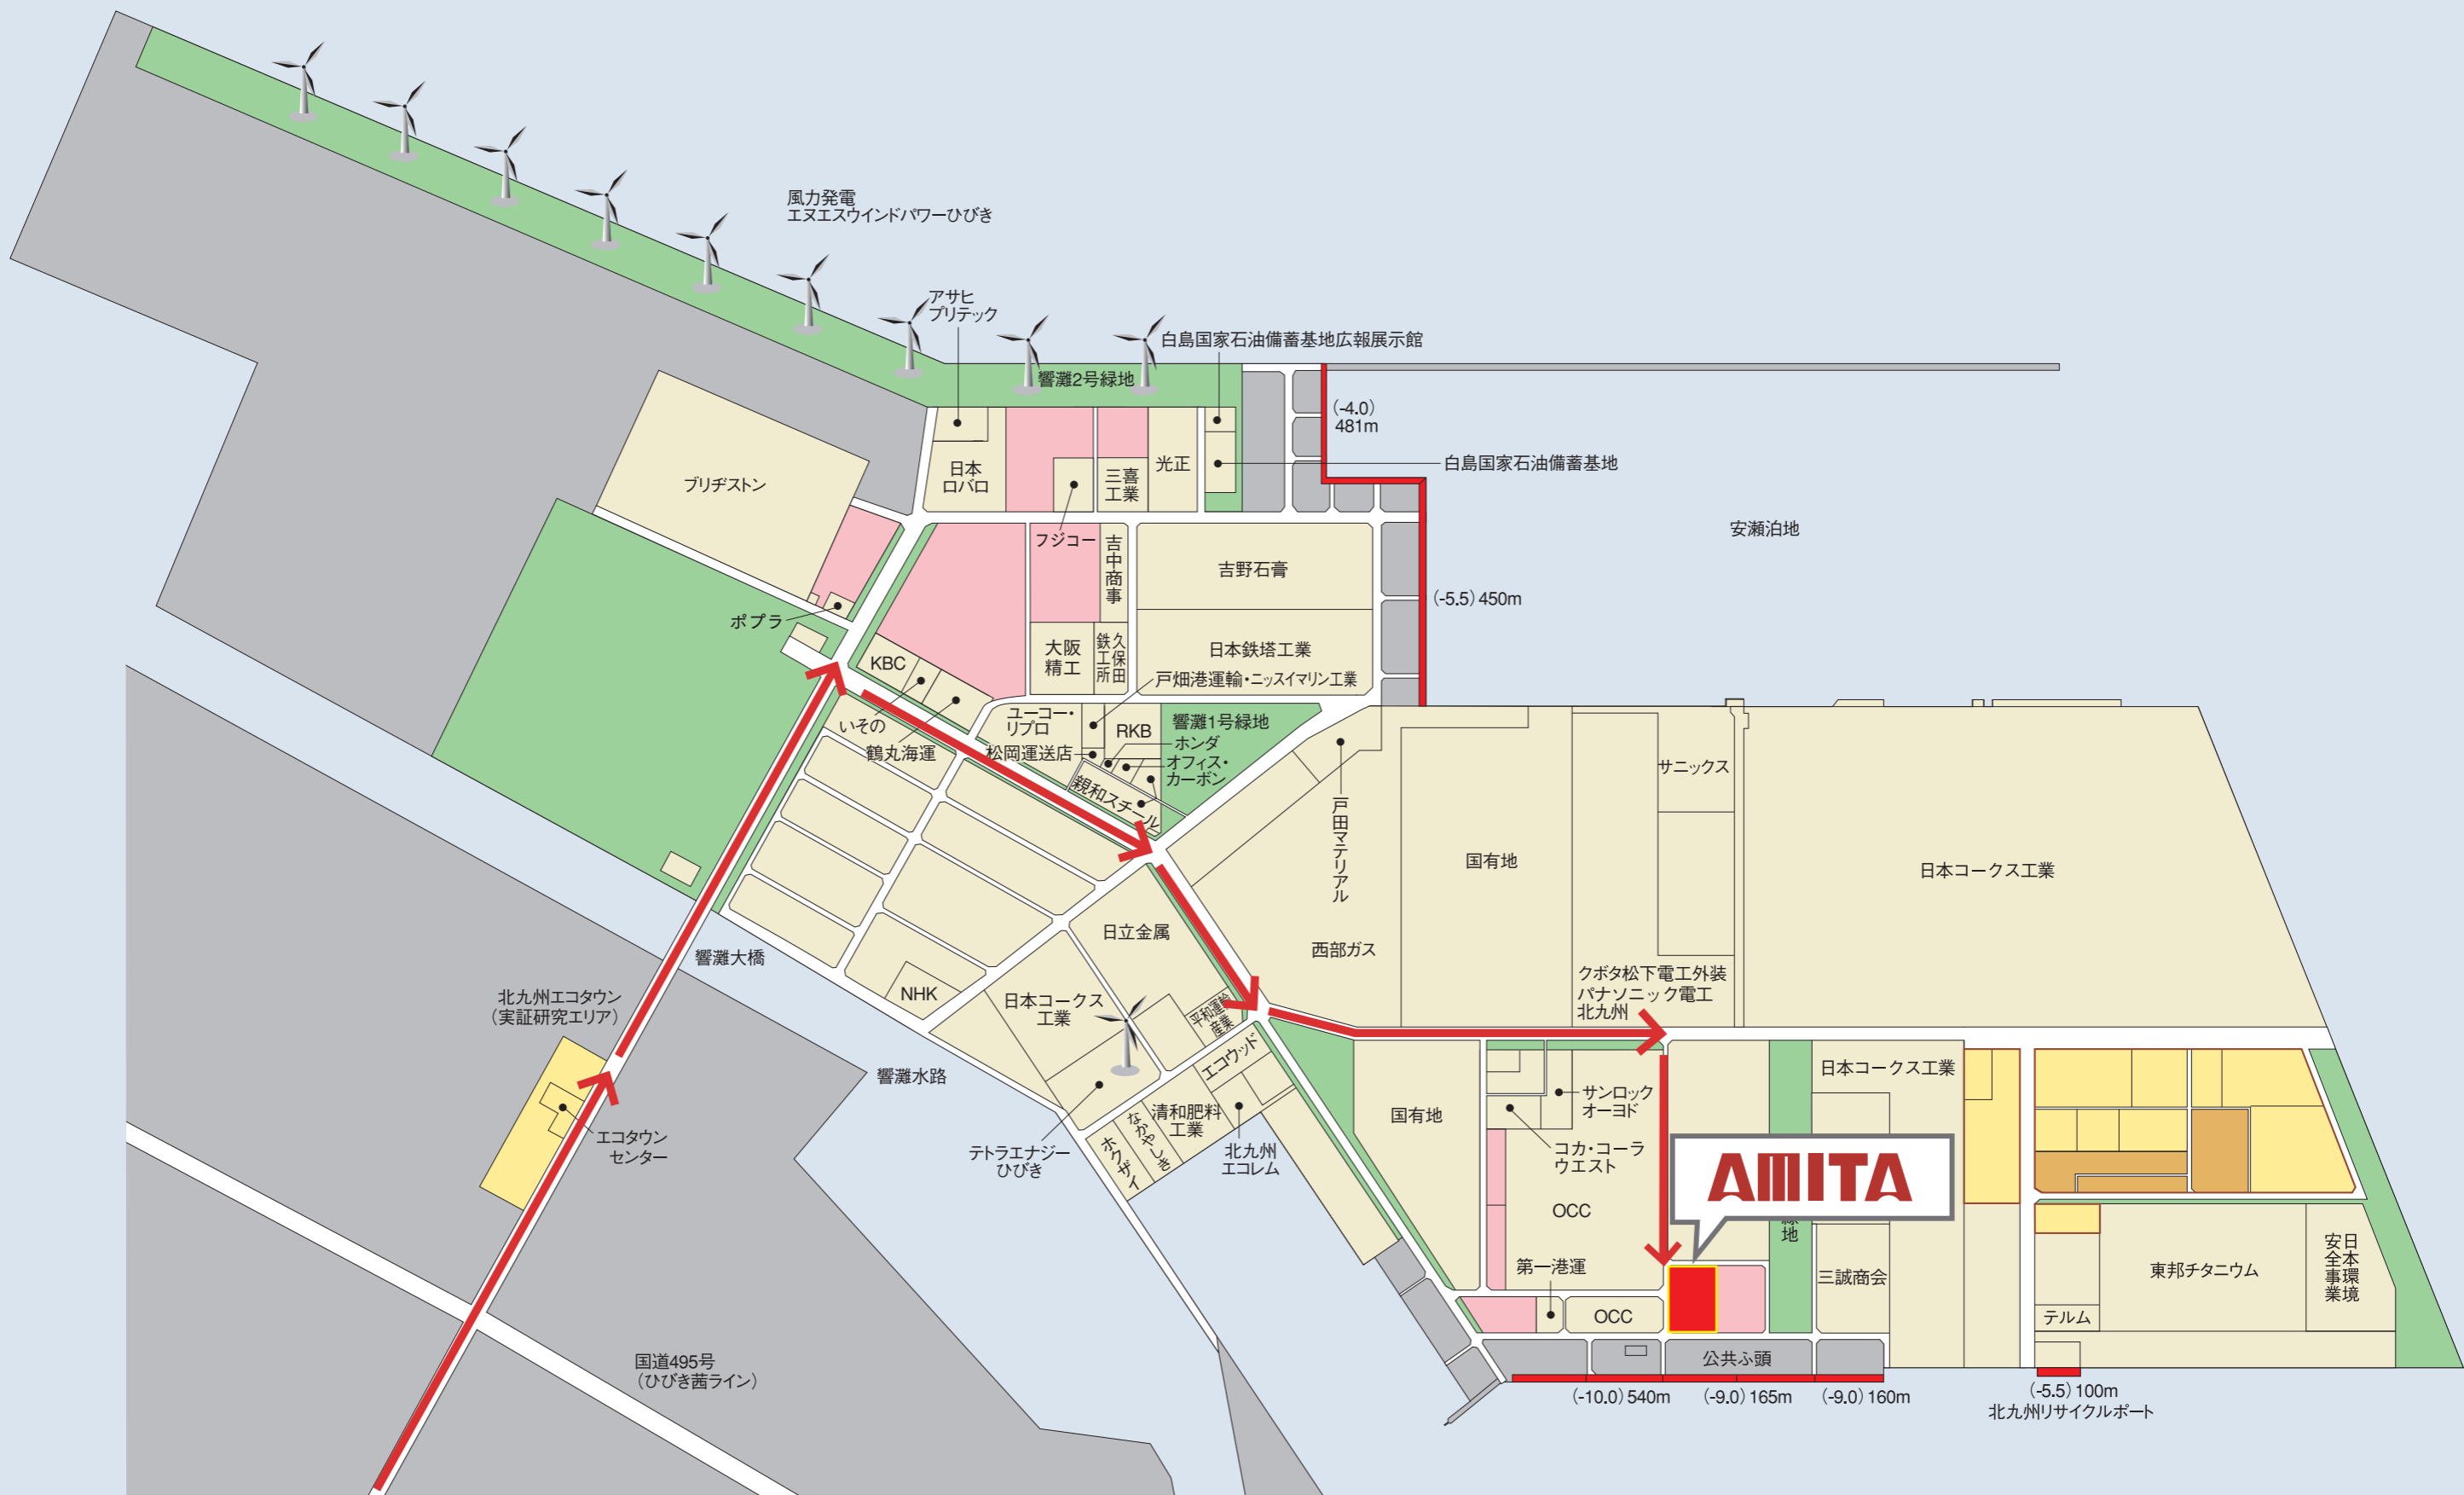 風力発電
エヌエスウインドパワーひびき
アサヒ
プリテック
白島国家石油備蓄基地広報展示館
響灘2号緑地
(-4.0)
481m
日本
ロバロ
三喜
工業
光正
白島国家石油備蓄基地
ブリヂストン
安瀬泊地
フジコー
吉中商事
吉野石膏
(-5.5)450m
ポプラ
大阪
精工
久保田
鉄工所
日本鉄塔工業
KBC
戸畑港運輸・ニッスイマリン工業
いその
鶴丸海運
ユーコー・
リプロ
RKB
響灘1号緑地
松岡運送店
ホンダ
オフィス・
カーボン
親和スチール
戸田マテリアル
サニックス
国有地
日本コークス工業
日立金属
西部ガス
響灘大橋
クボタ松下電工外装
パナソニック電工
北九州
NHK
北九州エコタウン
(実証研究エリア)
日本コークス
工業
平和運輸
産業
エコウッド
響灘水路
日本コークス工業
エコタウン
センター
サンロック
オーヨド
国有地
清和肥料
工業
なかやしき
ホクザイ
テトラエナジー
ひびき
北九州
エコレム
コカ・コーラ
ウエスト
AMITA
OCC
緑地
第一港運
三誠商会
東邦チタニウム
日本環境
安全事業
OCC
テルム
国道495号
(ひびき茜ライン)
公共ふ頭
(-10.0)540m
(-9.0)165m
(-9.0)160m
(-5.5)100m
北九州リサイクルポート